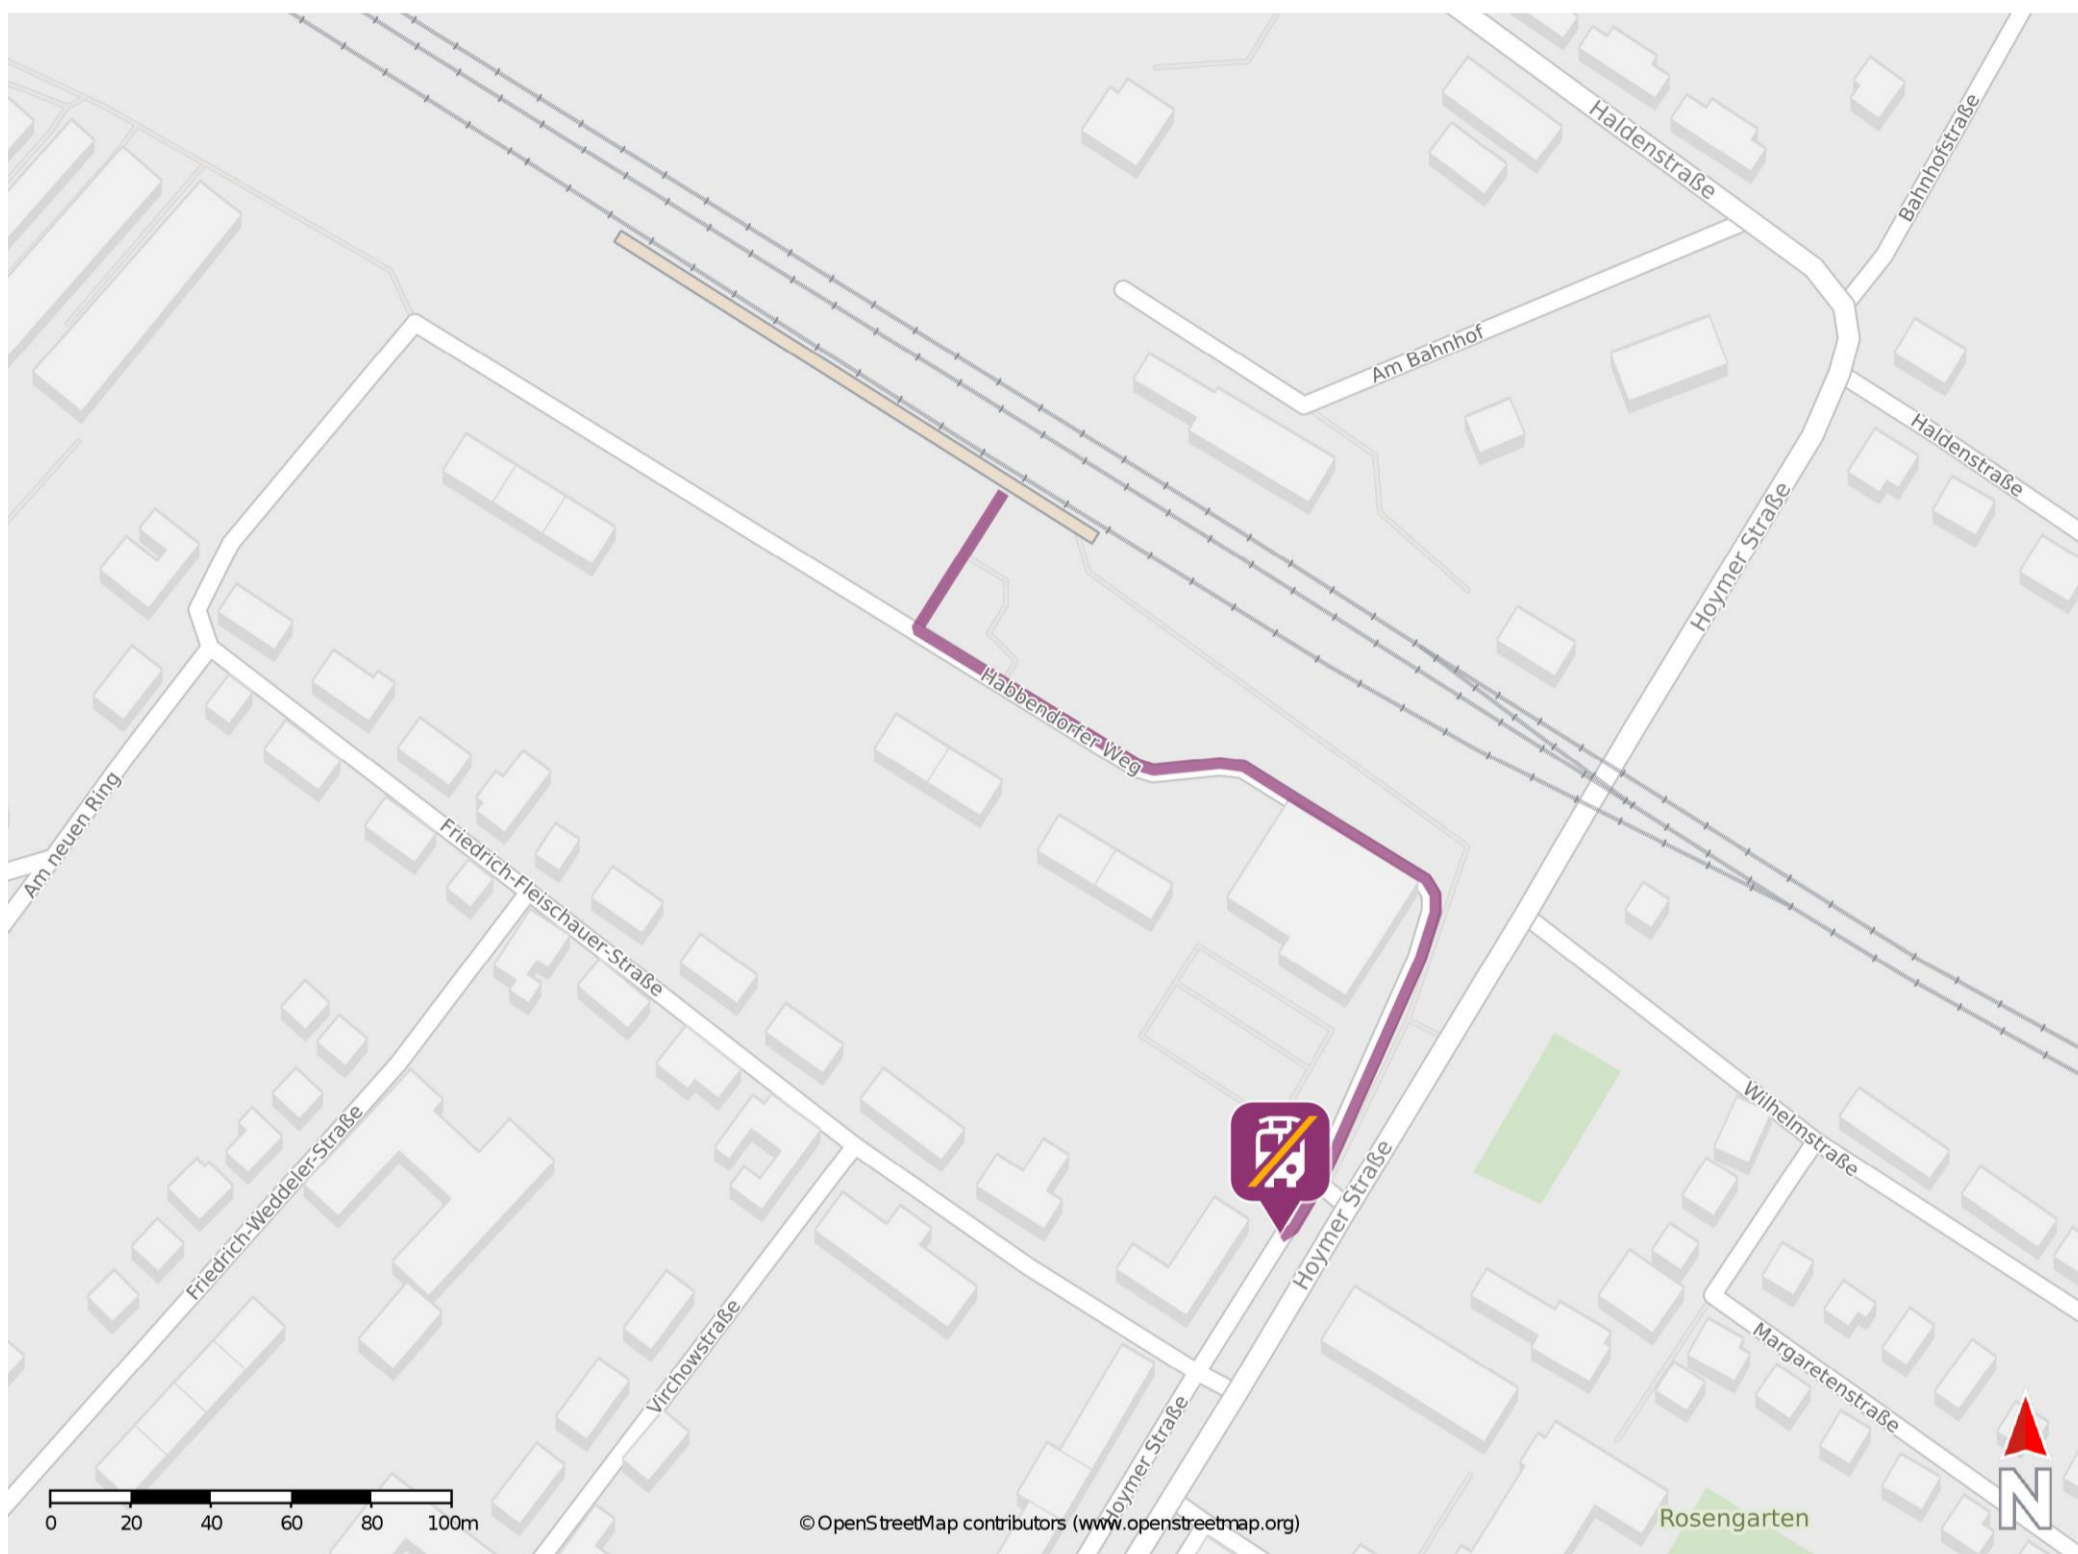 Haldenstraße
Bahnhofstraße
Am Bahnhof
Haldenstraße
Hoymer Straße
Habbendorfer Weg
Am neuen Ring
Friedrich-Fleischauer-Straße
Wilhelmstraße
Friedrich-Weddeler-Straße
Hoymer Straße
Virchowstraße
Margaretenstraße
Hoymer Straße
Rosengarten
N
0 20 40 60 80 100m
© OpenStreetMap contributors (www.openstreetmap.org)